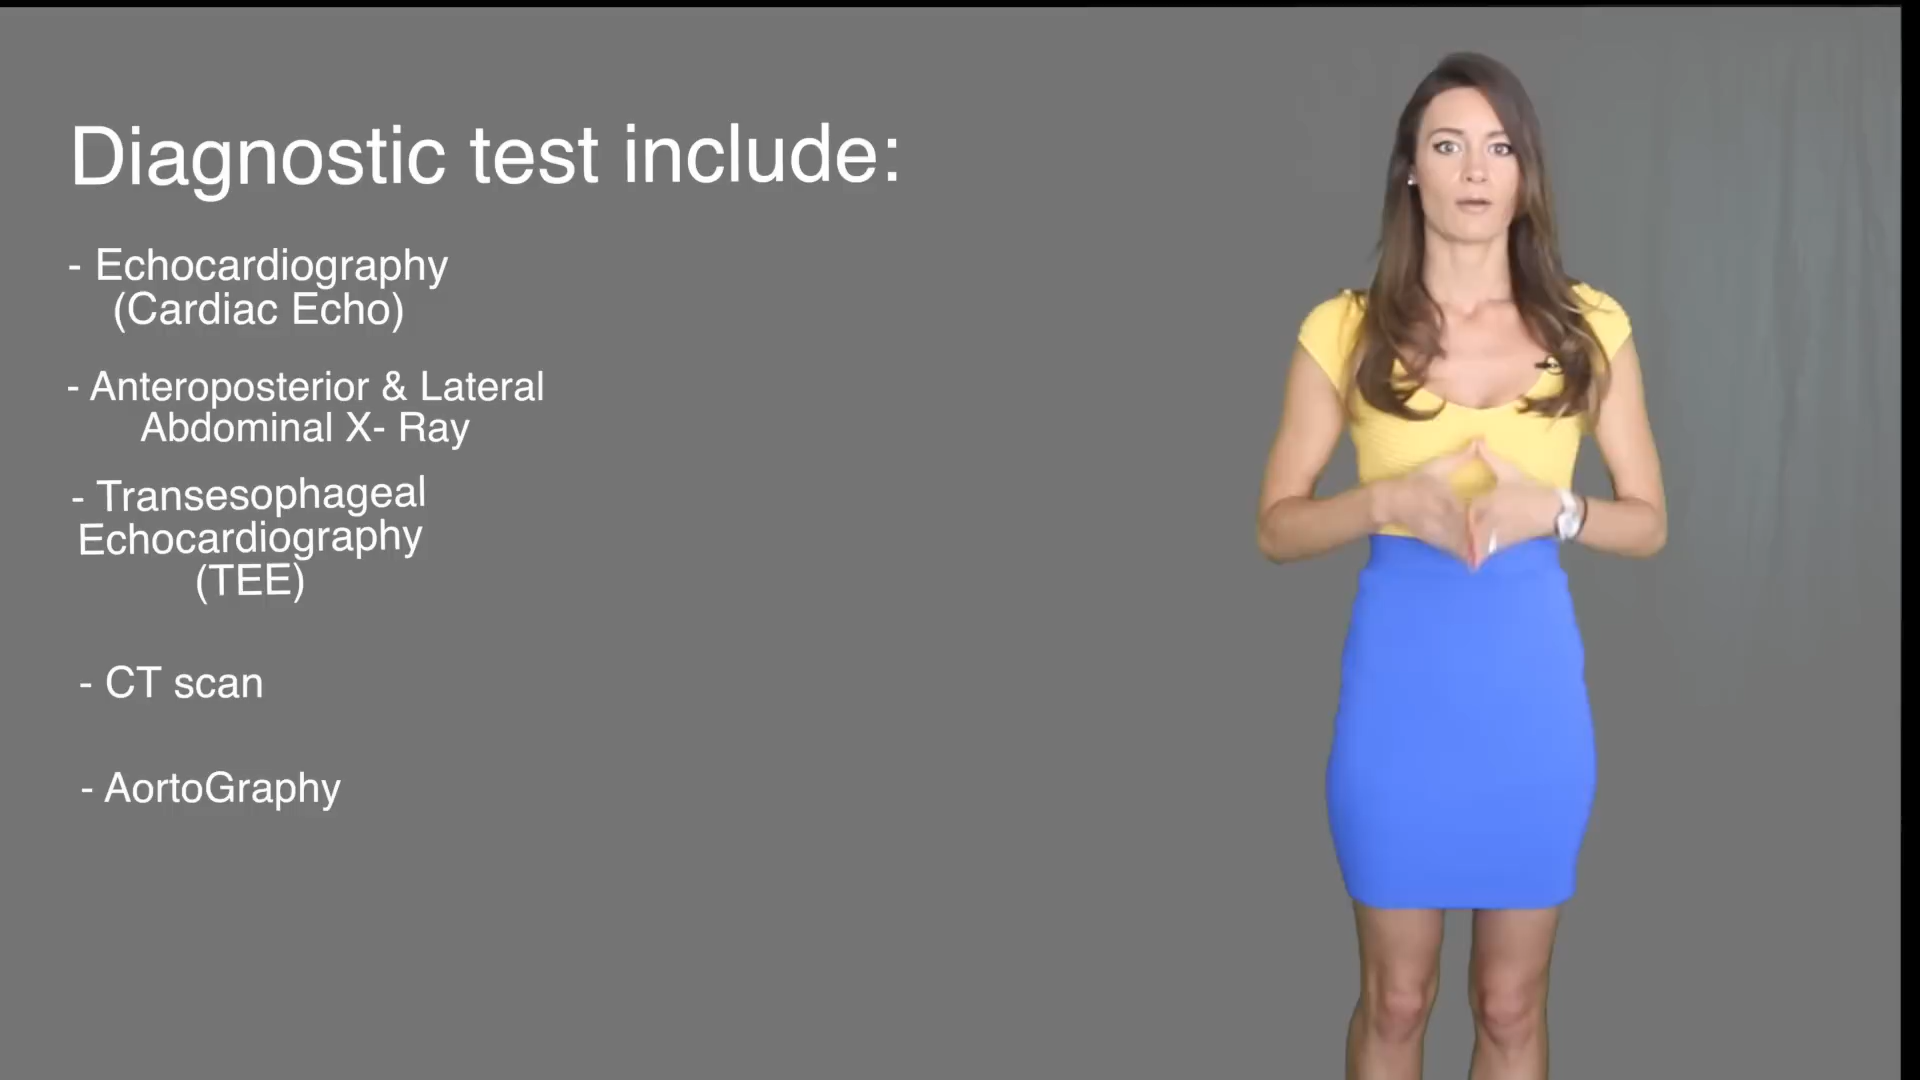 Diagnostic test include:
- Echocardiography
(Cardiac Echo)
- Anteroposterior & Lateral
Abdominal X- Ray
- Transesophageal
Echocardiography
(TEE)
- CT scan
- AortoGraphy